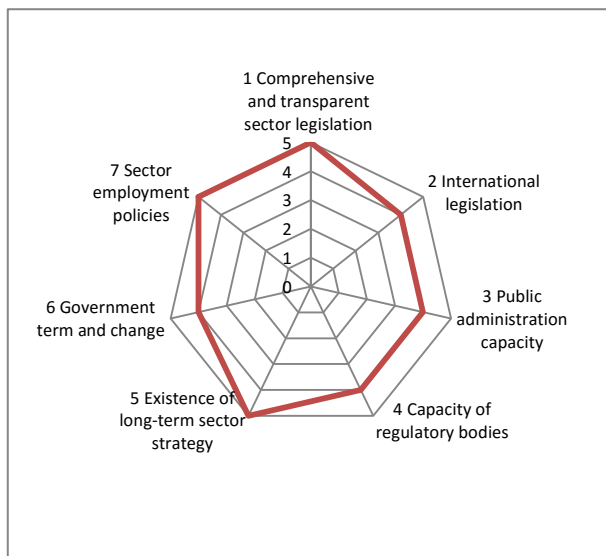 1 Comprehensive
and transparent
sector legislation
2 International
legislation
3 Public
administration
capacity
4 Capacity of
regulatory bodies
5 Existence of
long-term sector
strategy
6 Government
term and change
7 Sector
employment
policies
5
4
3
2
1
0